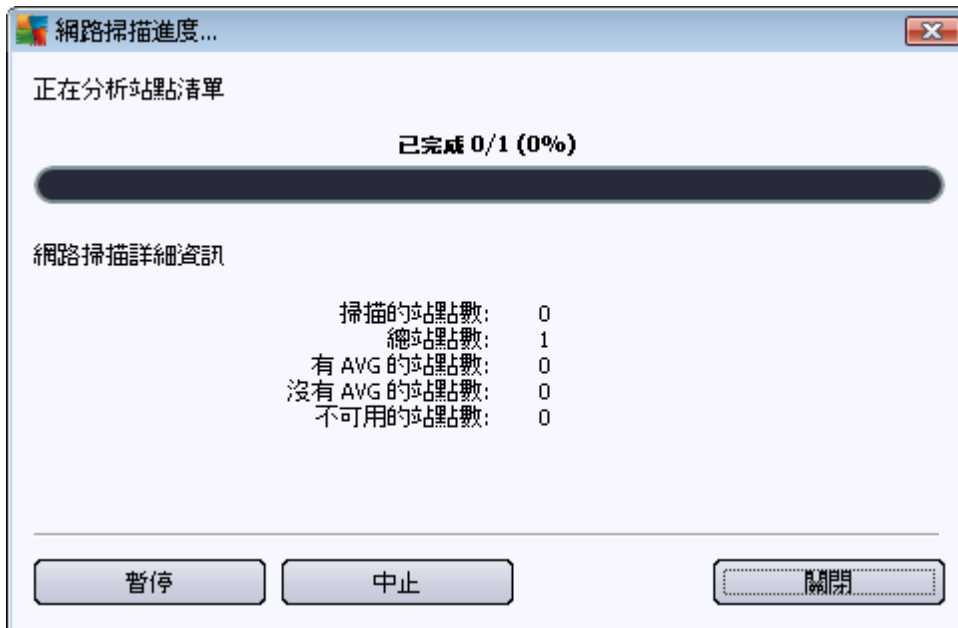 網路掃描進度...
正在分析站點清單
已完成 0/1 (0%)
網路掃描詳細資訊
掃描的站點數: 0
總站點數: 1
有 AVG 的站點數: 0
沒有 AVG 的站點數: 0
不可用的站點數: 0
暫停 中止 關閉